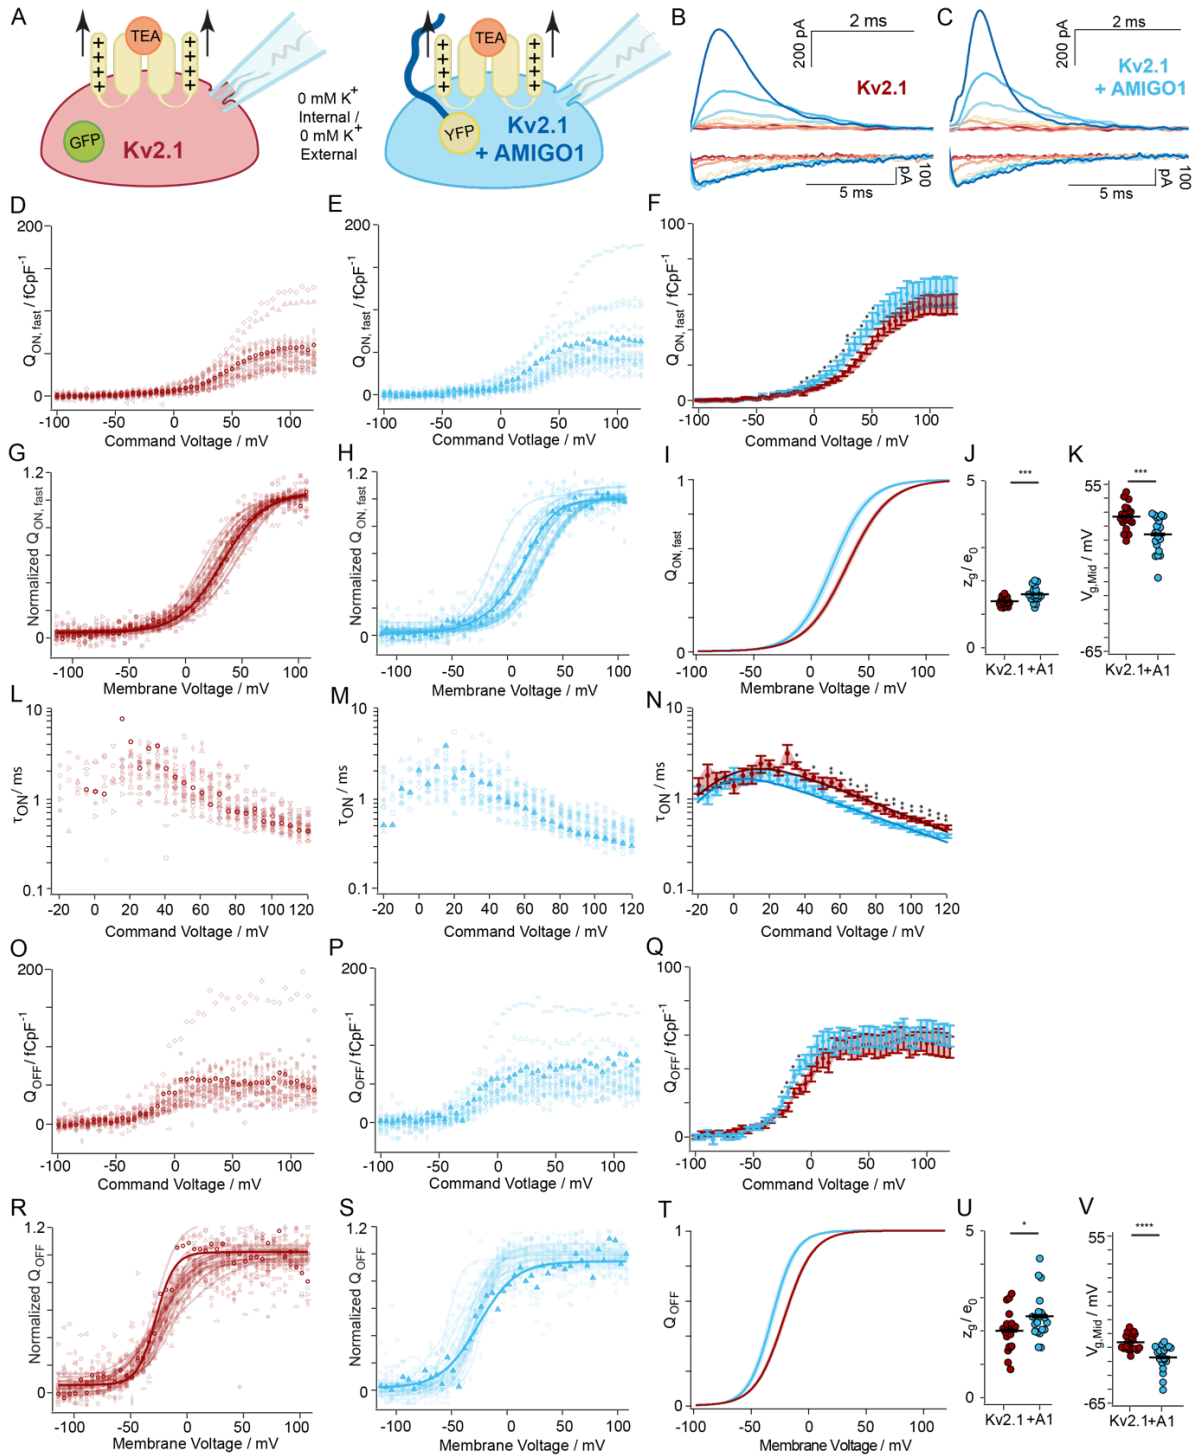 A
TEA
++++
++++
GFP
Kv2.1
0 mM K+
Internal /
0 mM K+
External
TEA
++++
++++
YFP
Kv2.1
+ AMIGO1
B
200 pA
2 ms
Kv2.1
5 ms
100
pA
C
200 pA
2 ms
Kv2.1
+ AMIGO1
5 ms
100
pA
D
200
0
QON, fast / fCpF-1
-100 -50 0 50 100
Command Voltage / mV
E
200
0
QON, fast / fCpF-1
-100 -50 0 50 100
Command Votlage / mV
F
100
0
QON, fast / fCpF-1
-100 -50 0 50 100
Command Voltage / mV
G
1.2
0
Normalized QON, fast
-100 -50 0 50 100
Membrane Voltage / mV
H
1.2
0
Normalized QON, fast
-100 -50 0 50 100
Membrane Voltage / mV
I
1
0
QON, fast
-100 -50 0 50 100
Membrane Voltage / mV
J
5
0
zg / e0
***
Kv2.1 +A1
K
55
-65
Vg,Mid / mV
***
Kv2.1+A1
L
10
1
0.1
τON / ms
-20 0 20 40 60 80 100 120
Command Voltage / mV
M
10
1
0.1
τON / ms
-20 0 20 40 60 80 100 120
Command Voltage / mV
N
10
1
0.1
τON / ms
-20 0 20 40 60 80 100 120
Command Voltage / mV
O
200
0
QOFF / fCpF-1
-100 -50 0 50 100
Command Voltage / mV
P
200
0
QOFF / fCpF-1
-100 -50 0 50 100
Command Voltage / mV
Q
100
0
QOFF / fCpF-1
-100 -50 0 50 100
Command Voltage / mV
R
1.2
0
Normalized QOFF
-100 -50 0 50 100
Membrane Voltage / mV
S
1.2
0
Normalized QOFF
-100 -50 0 50 100
Membrane Voltage / mV
T
1
0
QOFF
-100 -50 0 50 100
Membrane Voltage / mV
U
5
0
zg / e0
*
Kv2.1 +A1
V
55
-65
Vg,Mid / mV
****
Kv2.1+A1